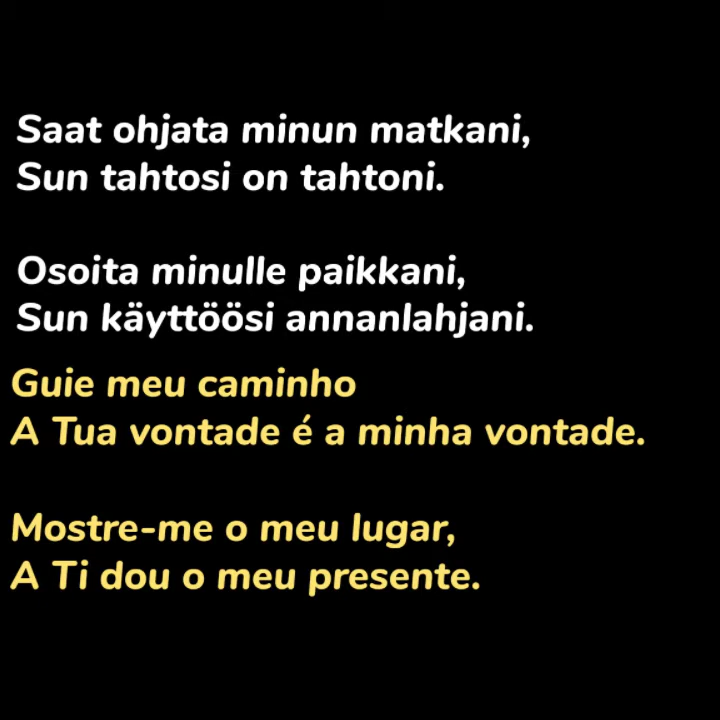 Saat ohjata minun matkani,
Sun tahtosi on tahtoni.
Osoita minulle paikkani,
Sun käyttöösi annanlahjani.
Guie meu caminho
A Tua vontade é a minha vontade.
Mostre-me o meu lugar,
A Ti dou o meu presente.